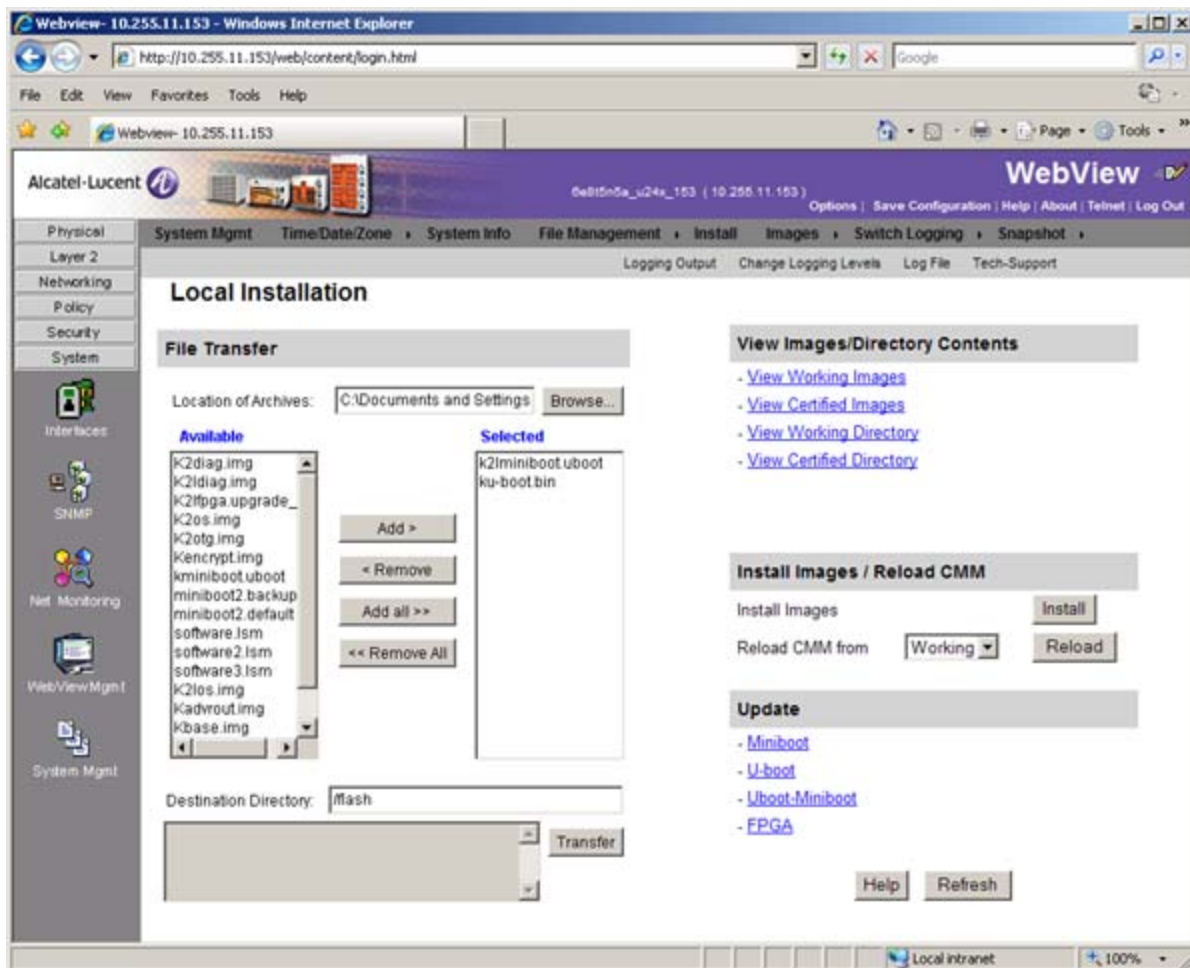 Webview- 10.255.11.153 - Windows Internet Explorer
http://10.255.11.153/web/content/login.html
Google
File Edit View Favorites Tools Help
Webview- 10.255.11.153
Page Tools
Alcatel-Lucent
WebView
(10.255.11.153)
Options | Save Configuration | Help | About | Telnet | Log Out
Physical
Layer 2
Networking
Policy
Security
System
Interfaces
SNMP
Net Monitoring
WebViewMgmt
System Mgmt
System Mgmt Time/Date/Zone System Info File Management Install Images Switch Logging Snapshot
Logging Output Change Logging Levels Log File Tech-Support
Local Installation
File Transfer
Location of Archives: C:\Documents and Settings Browse...
Available
K2diag.img
K2ldiag.img
K2lfpga.upgrade_
K2os.img
K2otg.img
Kencrypt.img
kminiboot.uboot
miniboot2.backup
miniboot2.default
software.lsm
software2.lsm
software3.lsm
K2los.img
Kadvrout.img
Kbase.img
Add >
< Remove
Add all >>
<< Remove All
Selected
k2lminiboot.uboot
ku-boot.bin
Destination Directory: /flash
Transfer
View Images/Directory Contents
- View Working Images
- View Certified Images
- View Working Directory
- View Certified Directory
Install Images / Reload CMM
Install Images Install
Reload CMM from Working Reload
Update
- Miniboot
- U-boot
- Uboot-Miniboot
- FPGA
Help Refresh
Local intranet 100%